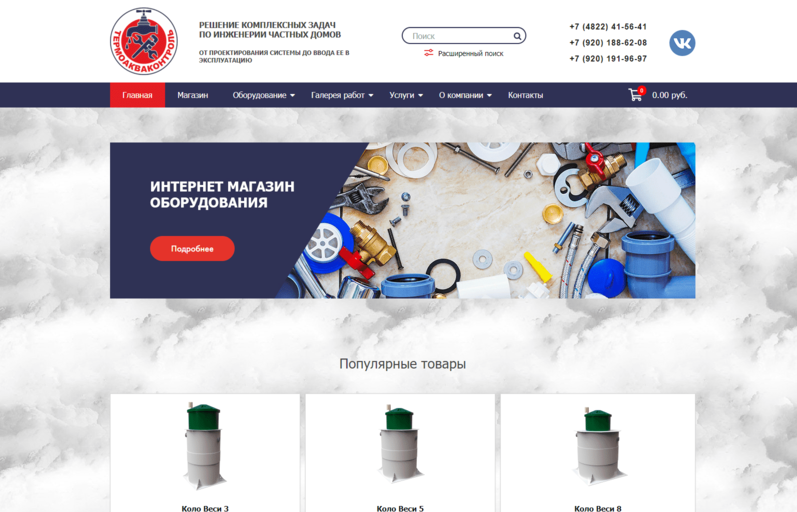 ТЕРМОАКВАКОНТРОЛЬ
РЕШЕНИЕ КОМПЛЕКСНЫХ ЗАДАЧ
ПО ИНЖЕНЕРИИ ЧАСТНЫХ ДОМОВ
ОТ ПРОЕКТИРОВАНИЯ СИСТЕМЫ ДО ВВОДА ЕЕ В
ЭКСПЛУАТАЦИЮ
Поиск
Расширенный поиск
+7 (4822) 41-56-41
+7 (920) 188-62-08
+7 (920) 191-96-97
Главная Магазин Оборудование Галерея работ Услуги О компании Контакты 0 0.00 руб.
ИНТЕРНЕТ МАГАЗИН
ОБОРУДОВАНИЯ
Подробнее
Популярные товары
Коло Веси 3 Коло Веси 5 Коло Веси 8